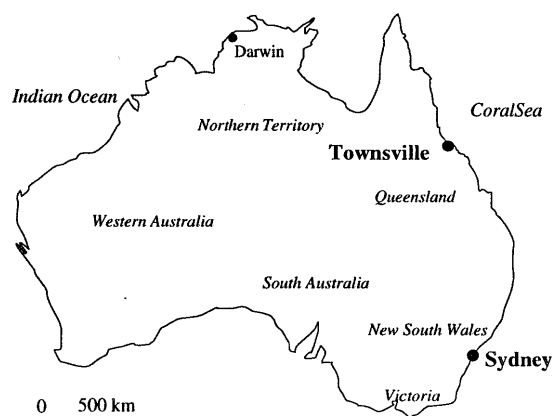 Darwin
Indian Ocean
CoralSea
Northern Territory
Townsville
Queensland
Western Australia
South Australia
New South Wales
Sydney
Victoria
0 500 km